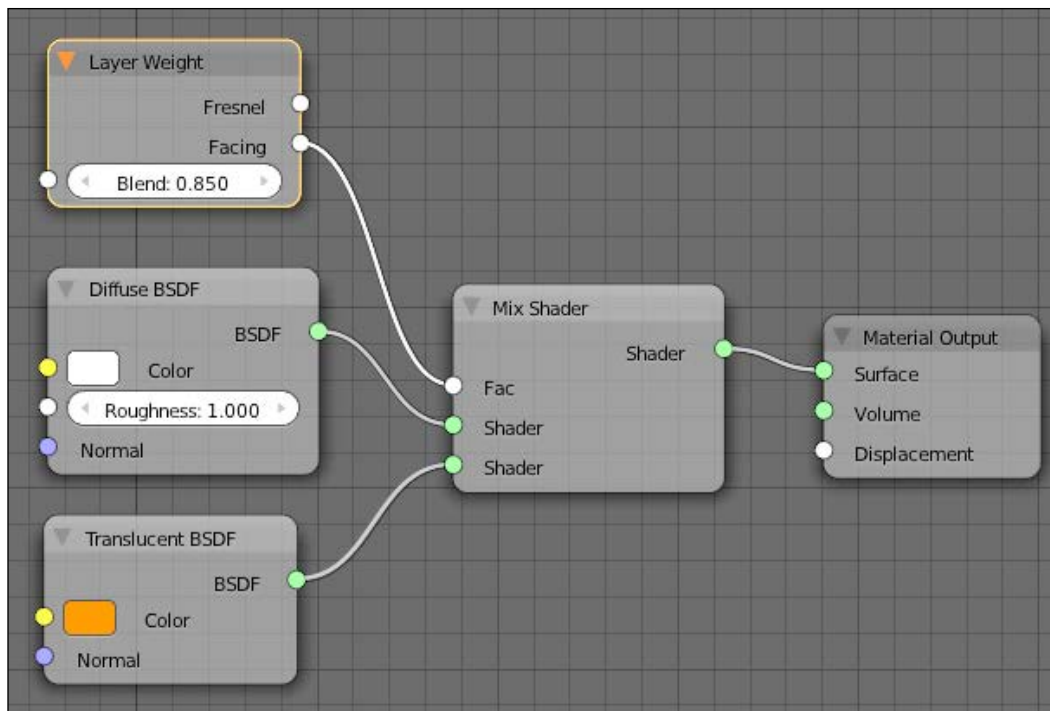 Layer Weight
Fresnel
Facing
Blend: 0.850
Diffuse BSDF
BSDF
Color
Roughness: 1.000
Normal
Translucent BSDF
BSDF
Color
Normal
Mix Shader
Shader
Fac
Shader
Shader
Material Output
Surface
Volume
Displacement